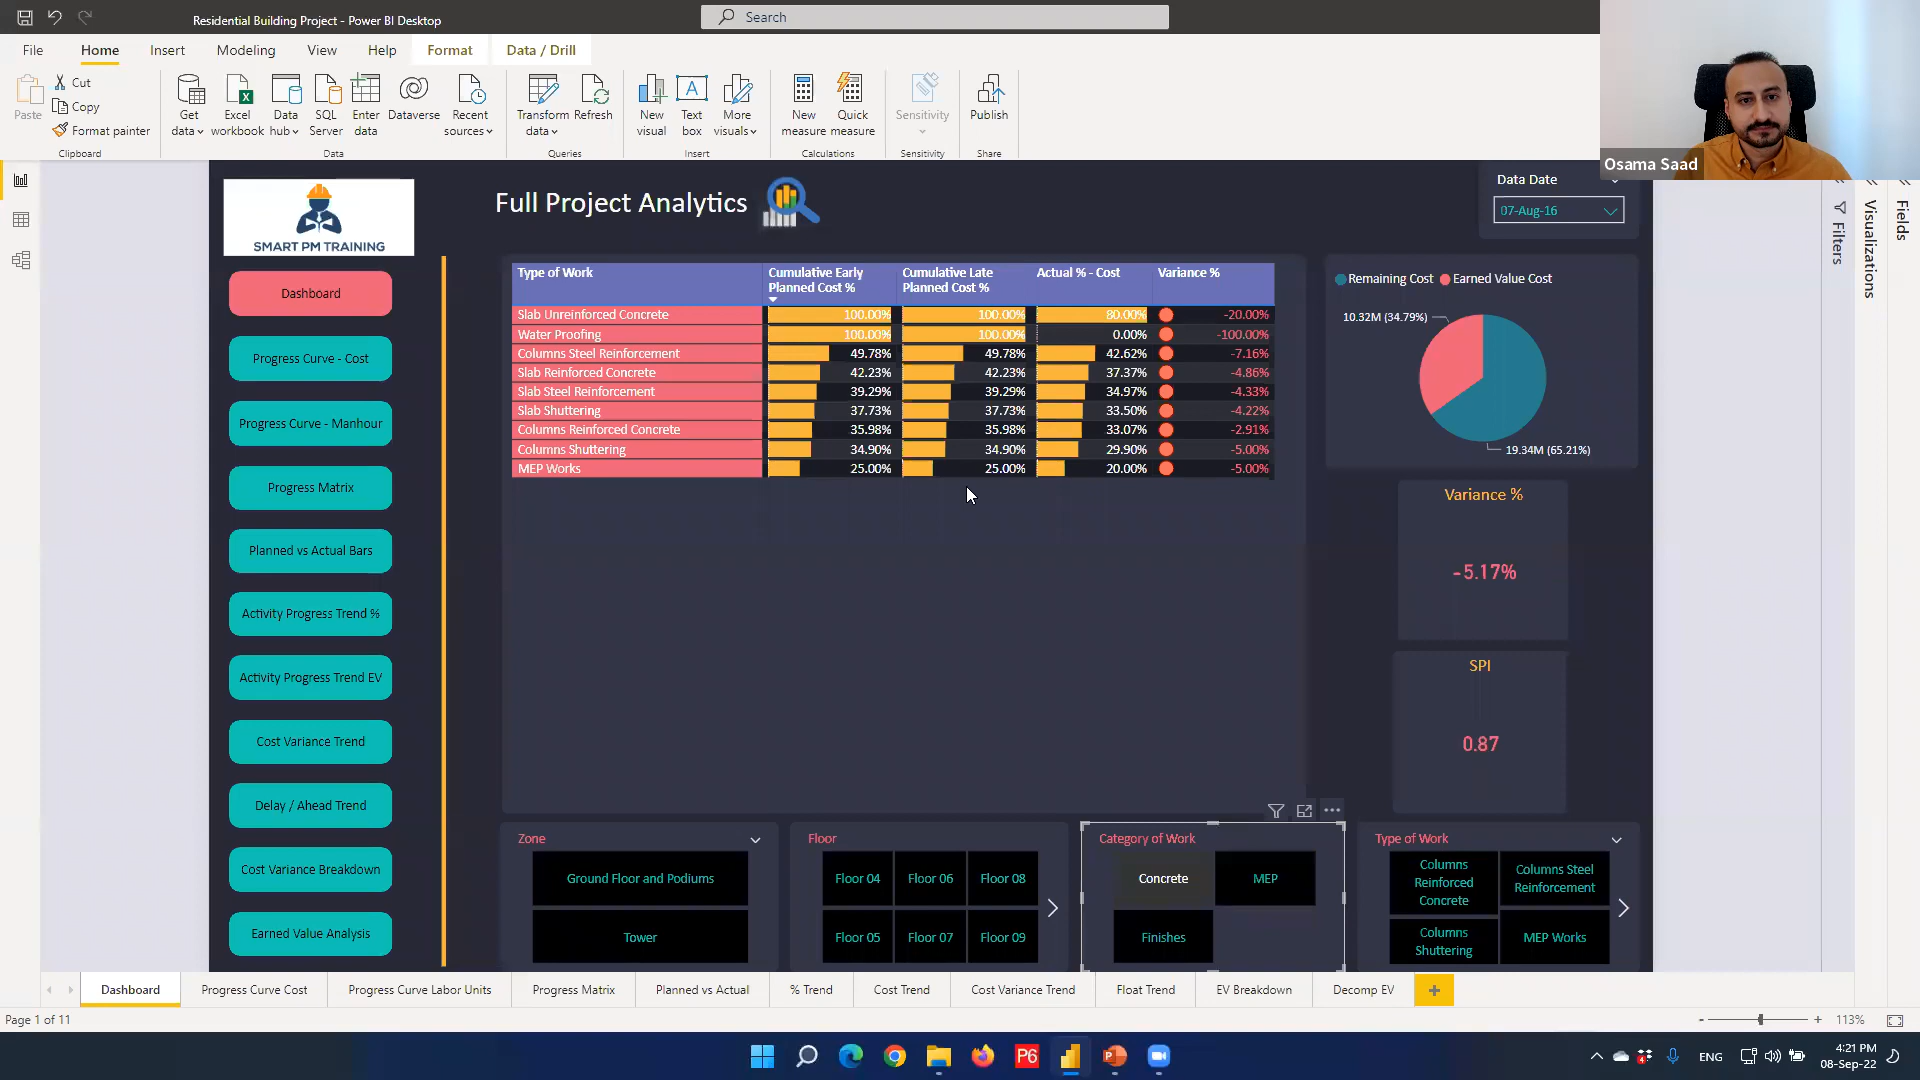 Residential Building Project - Power BI Desktop
Search
File
Home
Insert
Modeling
View
Help
Format
Data / Drill
Paste
Cut
Copy
Format painter
Clipboard
Get
data
Excel
workbook
Data
hub
SQL
Server
Enter
data
Dataverse
Recent
sources
Data
Transform
data
Refresh
Queries
New
visual
Text
box
More
visuals
Insert
New
measure
Quick
measure
Calculations
Sensitivity
Sensitivity
Publish
Share
Osama Saad
SMART PM TRAINING
Full Project Analytics
Data Date
07-Aug-16
Filters
Visualizations
Fields
Dashboard
Progress Curve - Cost
Progress Curve - Manhour
Progress Matrix
Planned vs Actual Bars
Activity Progress Trend %
Activity Progress Trend EV
Cost Variance Trend
Delay / Ahead Trend
Cost Variance Breakdown
Earned Value Analysis
Type of Work Cumulative Early Planned Cost % Cumulative Late Planned Cost % Actual % - Cost Variance %
Slab Unreinforced Concrete 100.00% 100.00% 80.00% -20.00%
Water Proofing 100.00% 100.00% 0.00% -100.00%
Columns Steel Reinforcement 49.78% 49.78% 42.62% -7.16%
Slab Reinforced Concrete 42.23% 42.23% 37.37% -4.86%
Slab Steel Reinforcement 39.29% 39.29% 34.97% -4.33%
Slab Shuttering 37.73% 37.73% 33.50% -4.22%
Columns Reinforced Concrete 35.98% 35.98% 33.07% -2.91%
Columns Shuttering 34.90% 34.90% 29.90% -5.00%
MEP Works 25.00% 25.00% 20.00% -5.00%
Remaining Cost Earned Value Cost
10.32M (34.79%)
19.34M (65.21%)
Variance %
-5.17%
SPI
0.87
Zone
Ground Floor and Podiums
Tower
Floor
Floor 04 Floor 06 Floor 08
Floor 05 Floor 07 Floor 09
Category of Work
Concrete MEP
Finishes
Type of Work
Columns
Reinforced
Concrete
Columns Steel
Reinforcement
Columns
Shuttering
MEP Works
Dashboard
Progress Curve Cost
Progress Curve Labor Units
Progress Matrix
Planned vs Actual
% Trend
Cost Trend
Cost Variance Trend
Float Trend
EV Breakdown
Decomp EV
+
Page 1 of 11
- + 113%
P6
ENG
4:21 PM
08-Sep-22